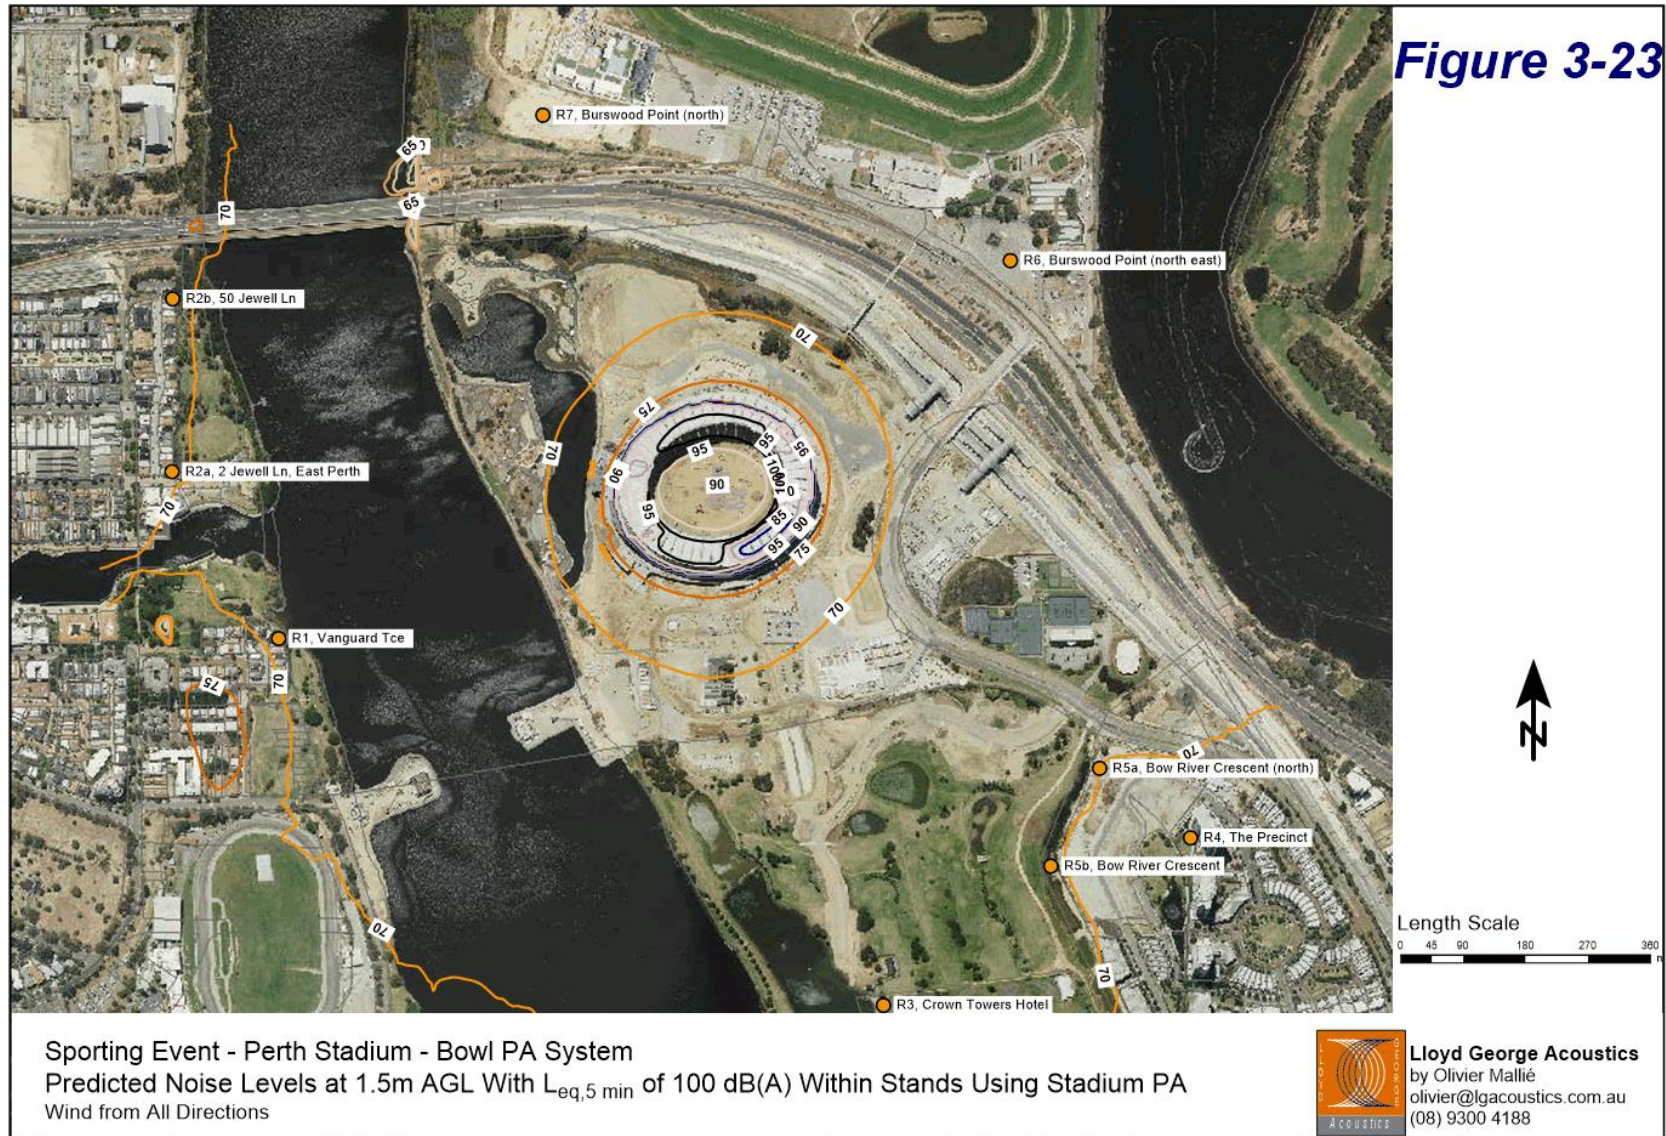 Figure 3-23
R7, Burswood Point (north)
65
65
70
R6, Burswood Point (north east)
R2b, 50 Jewell Ln
70
75
70
95
95
95
90
90
100
95
85
90
95
75
R2a, 2 Jewell Ln, East Perth
70
70
R1, Vanguard Tce
70
75
70
R5a, Bow River Crescent (north)
R4, The Precinct
R5b, Bow River Crescent
70
70
R3, Crown Towers Hotel
N
Length Scale
0 45 90 180 270 360
m
Sporting Event - Perth Stadium - Bowl PA System
Predicted Noise Levels at 1.5m AGL With Leq,5 min of 100 dB(A) Within Stands Using Stadium PA
Wind from All Directions
LLOYD
GEORGE
Acoustics
Lloyd George Acoustics
by Olivier Mallié
olivier@lgacoustics.com.au
(08) 9300 4188